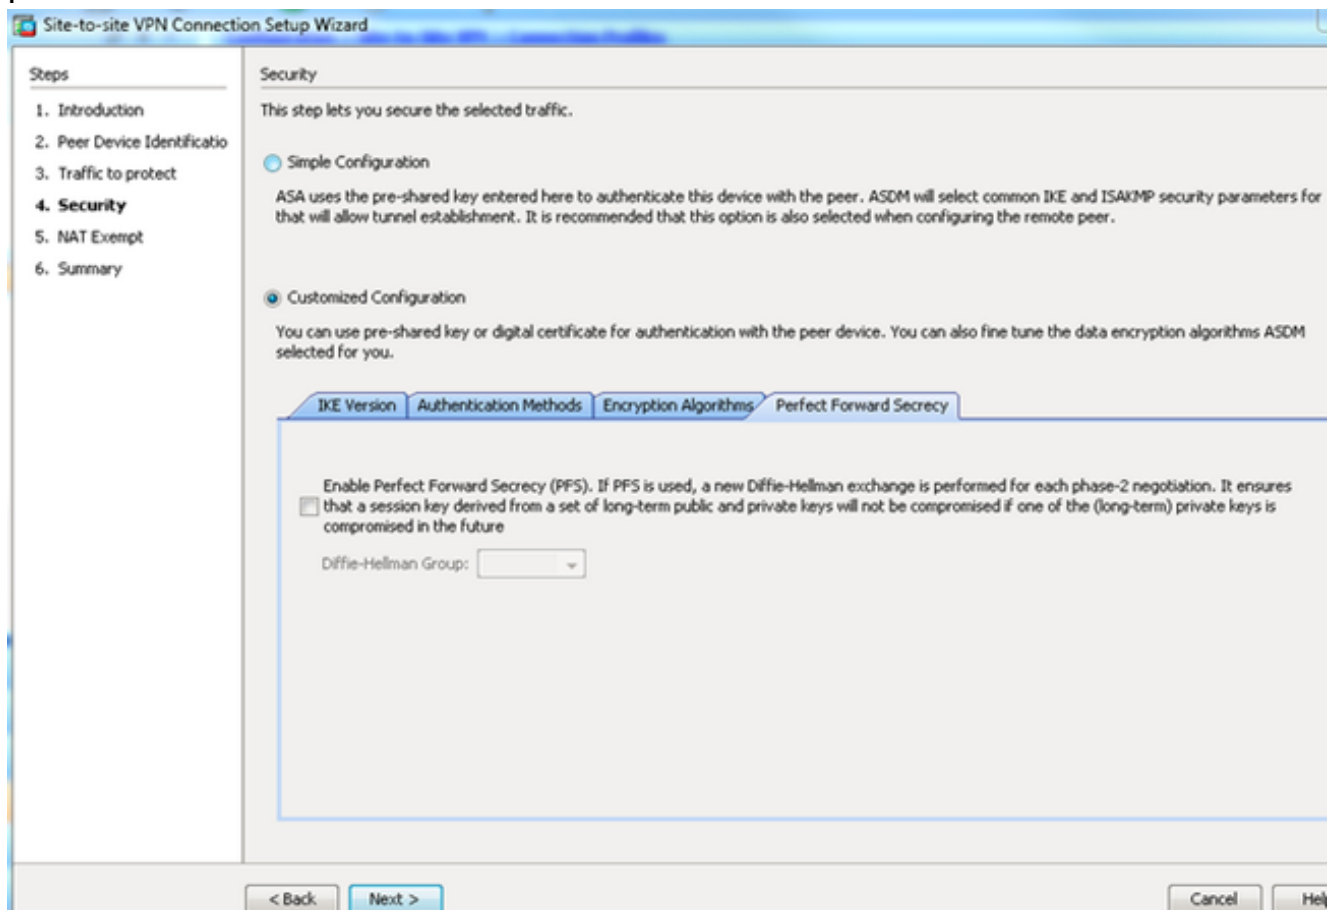 Site-to-site VPN Connection Setup Wizard
Steps
1. Introduction
2. Peer Device Identificatio
3. Traffic to protect
4. Security
5. NAT Exempt
6. Summary
Security
This step lets you secure the selected traffic.
Simple Configuration
ASA uses the pre-shared key entered here to authenticate this device with the peer. ASDM will select common IKE and ISAKMP security parameters for
that will allow tunnel establishment. It is recommended that this option is also selected when configuring the remote peer.
Customized Configuration
You can use pre-shared key or digital certificate for authentication with the peer device. You can also fine tune the data encryption algorithms ASDM
selected for you.
IKE Version Authentication Methods Encryption Algorithms Perfect Forward Secrecy
Enable Perfect Forward Secrecy (PFS). If PFS is used, a new Diffie-Hellman exchange is performed for each phase-2 negotiation. It ensures
that a session key derived from a set of long-term public and private keys will not be compromised if one of the (long-term) private keys is
compromised in the future
Diffie-Hellman Group:
< Back Next > Cancel Help